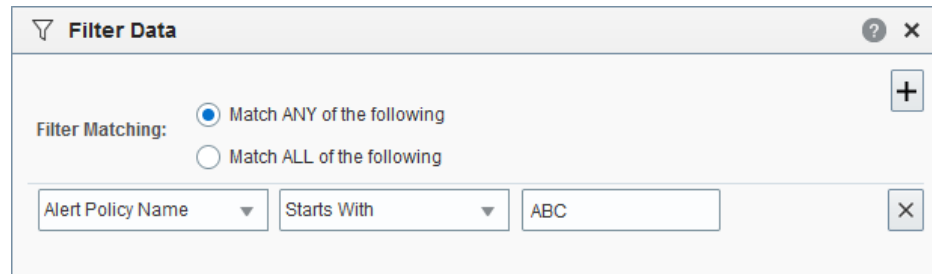 Filter Data
Match ANY of the following
Filter Matching:
Match ALL of the following
Alert Policy Name Starts With ABC